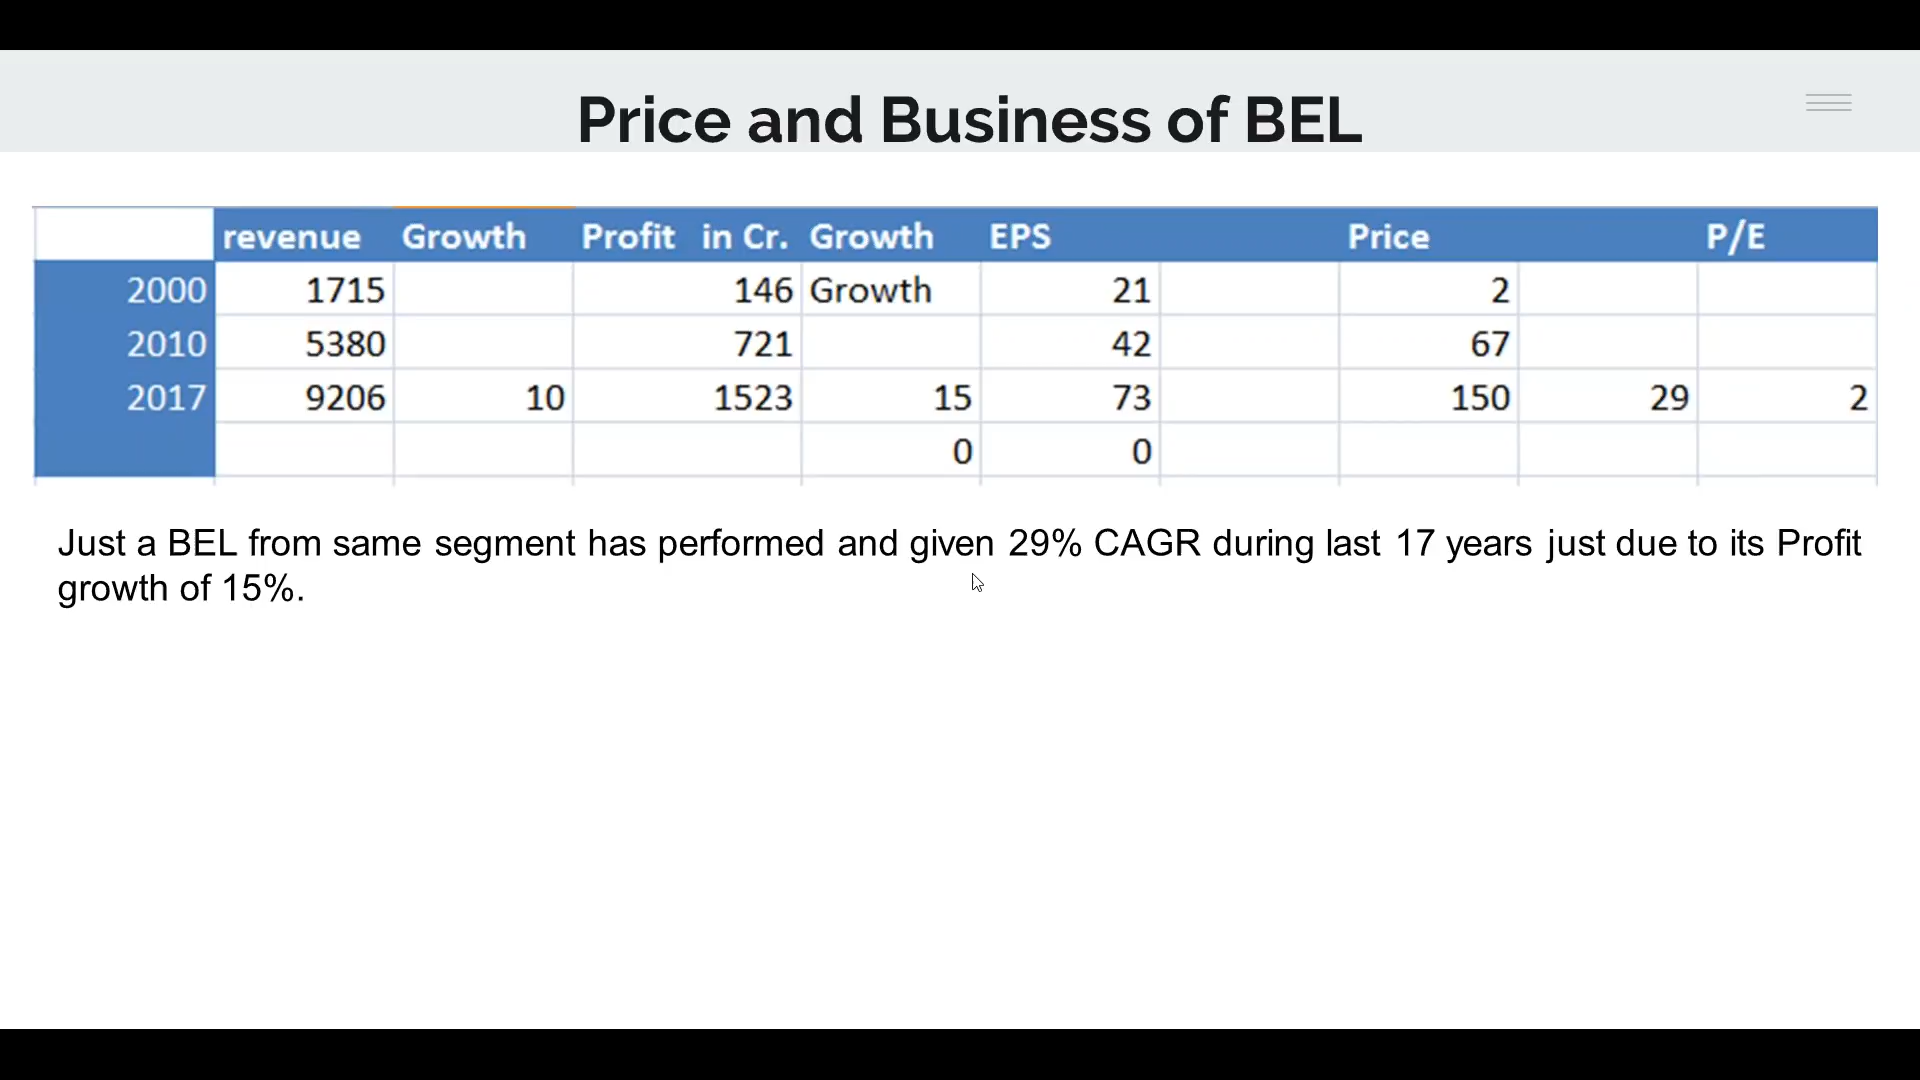 Price and Business of BEL
revenue Growth Profit in Cr. Growth EPS Price P/E
2000 1715 146 Growth 21 2
2010 5380 721 42 67
2017 9206 10 1523 15 73 150 29 2
0 0
Just a BEL from same segment has performed and given 29% CAGR during last 17 years just due to its Profit
growth of 15%.